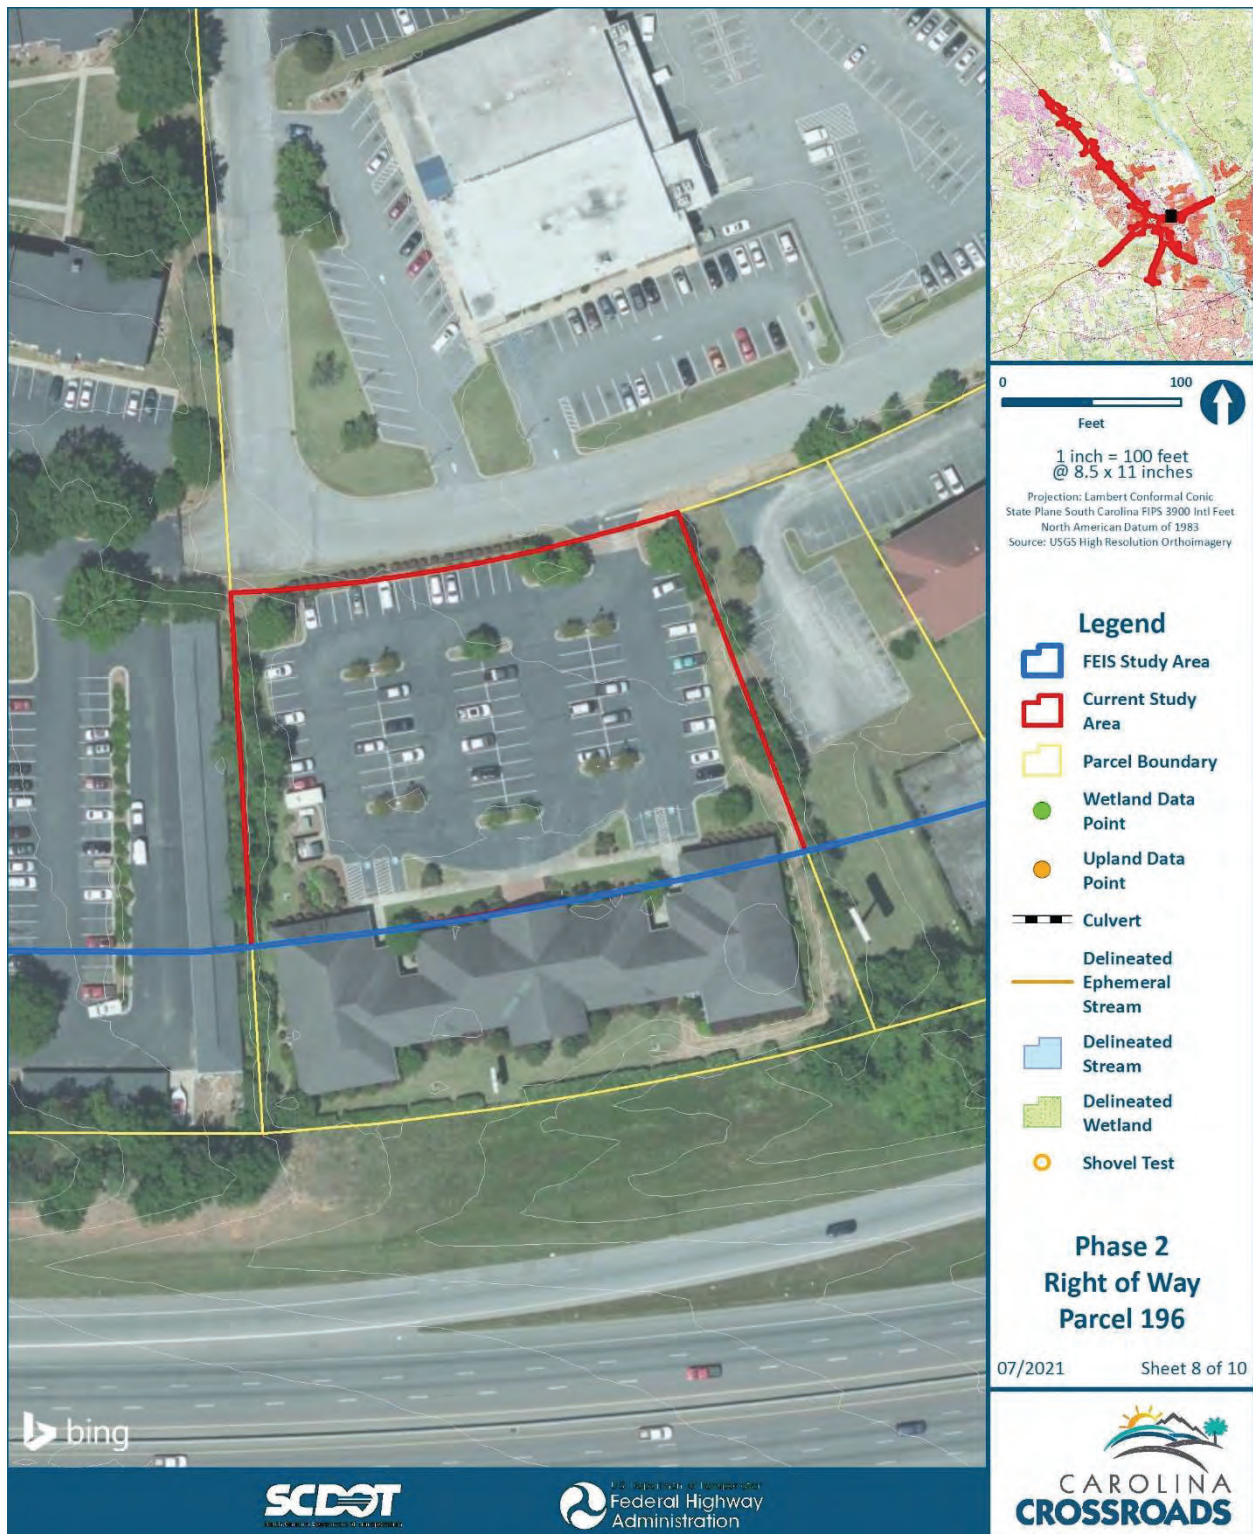 0 100
Feet
1 inch = 100 feet
@ 8.5 x 11 inches
Projection: Lambert Conformal Conic
State Plane South Carolina FIPS 3900 Intl Feet
North American Datum of 1983
Source: USGS High Resolution Orthoimagery
Legend
FEIS Study Area
Current Study
Area
Parcel Boundary
Wetland Data
Point
Upland Data
Point
Culvert
Delineated
Ephemeral
Stream
Delineated
Stream
Delineated
Wetland
Shovel Test
Phase 2
Right of Way
Parcel 196
07/2021 Sheet 8 of 10
bing
SCDOT
Federal Highway
Administration
CAROLINA
CROSSROADS